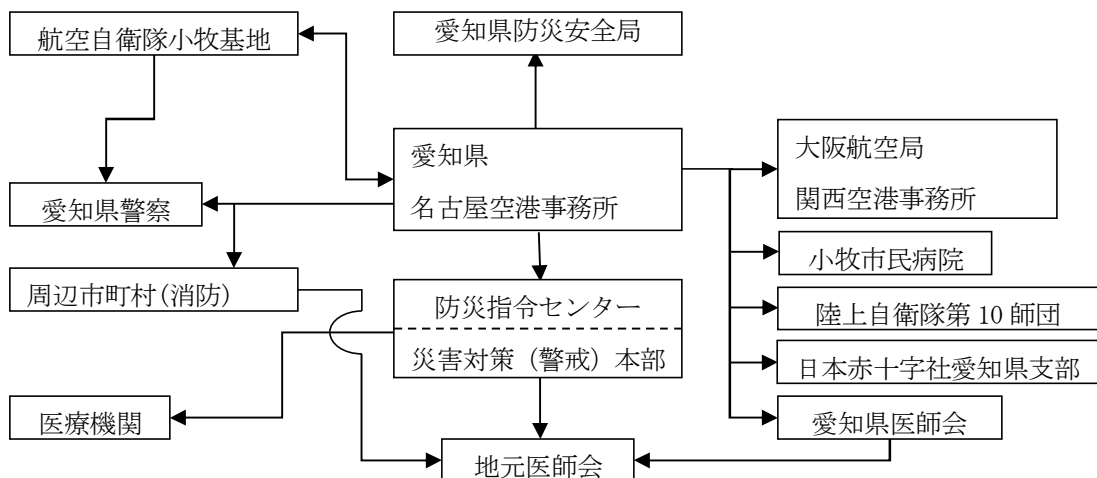 航空自衛隊小牧基地
愛知県防災安全局
愛知県
名古屋空港事務所
大阪航空局
関西空港事務所
愛知県警察
小牧市民病院
周辺市町村(消防)
防災指令センター
災害対策（警戒）本部
陸上自衛隊第 10 師団
日本赤十字社愛知県支部
医療機関
愛知県医師会
地元医師会